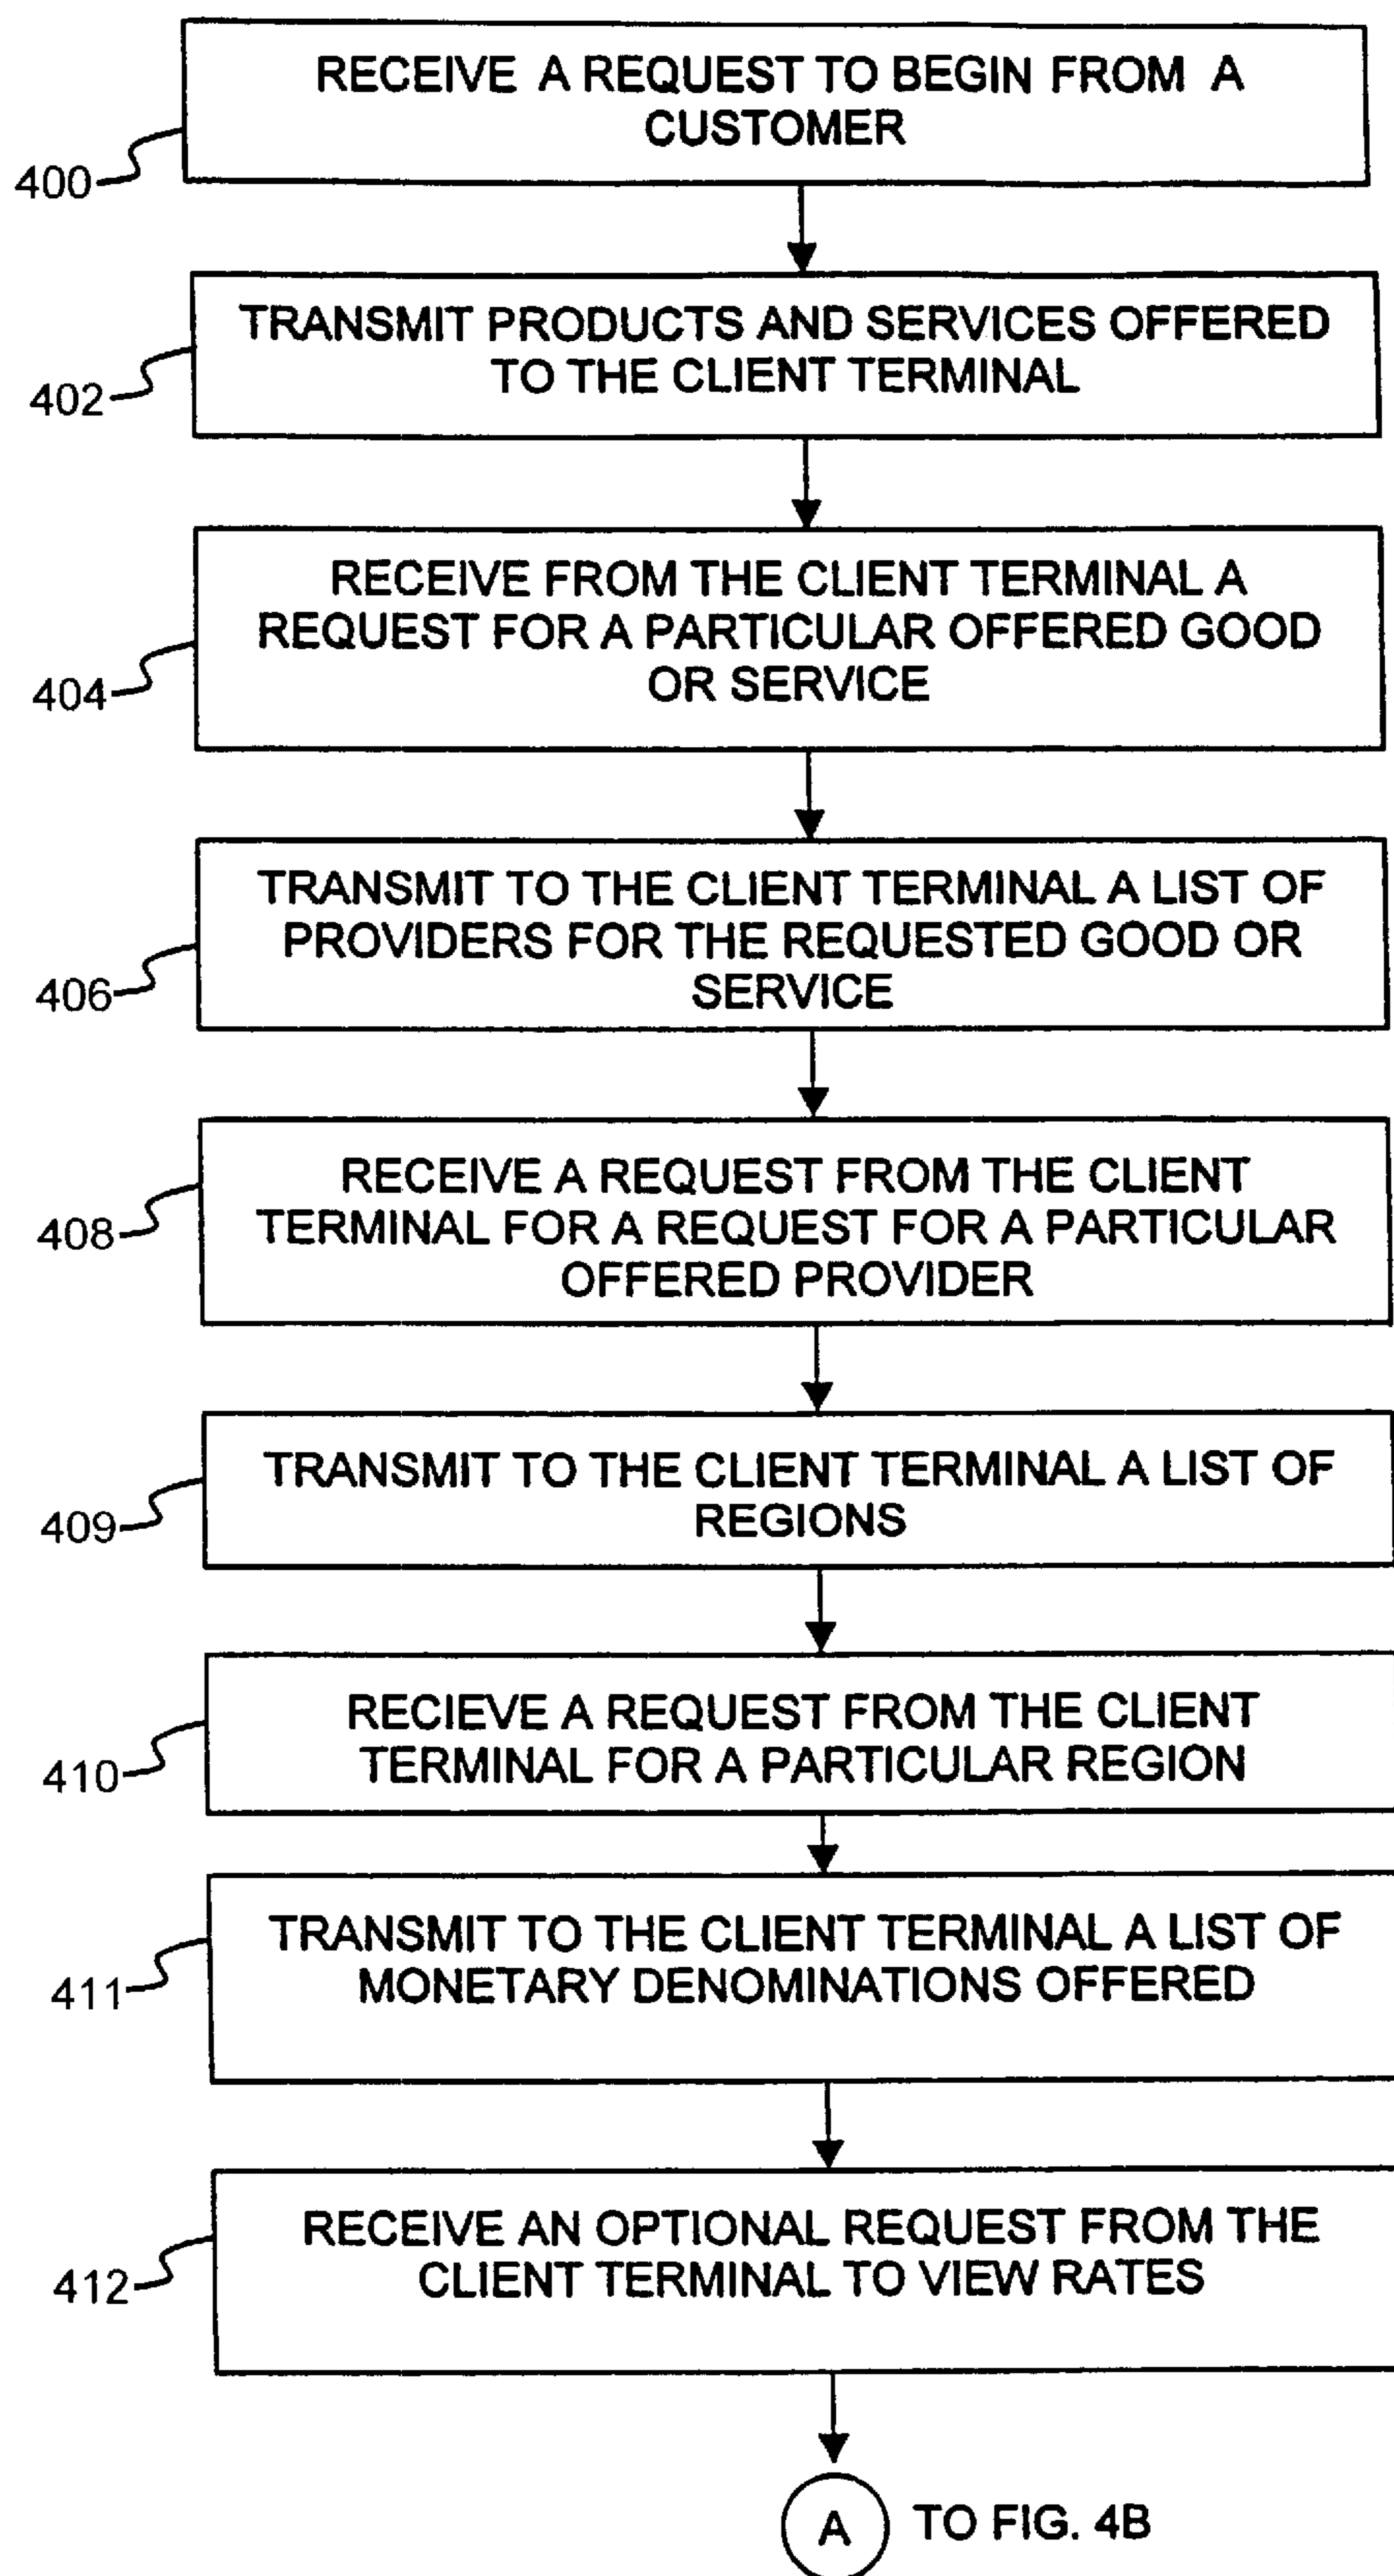 RECEIVE A REQUEST TO BEGIN FROM A
CUSTOMER
400
TRANSMIT PRODUCTS AND SERVICES OFFERED
TO THE CLIENT TERMINAL
402
RECEIVE FROM THE CLIENT TERMINAL A
REQUEST FOR A PARTICULAR OFFERED GOOD
OR SERVICE
404
TRANSMIT TO THE CLIENT TERMINAL A LIST OF
PROVIDERS FOR THE REQUESTED GOOD OR
SERVICE
406
RECEIVE A REQUEST FROM THE CLIENT
TERMINAL FOR A REQUEST FOR A PARTICULAR
OFFERED PROVIDER
408
TRANSMIT TO THE CLIENT TERMINAL A LIST OF
REGIONS
409
RECIEVE A REQUEST FROM THE CLIENT
TERMINAL FOR A PARTICULAR REGION
410
TRANSMIT TO THE CLIENT TERMINAL A LIST OF
MONETARY DENOMINATIONS OFFERED
411
RECEIVE AN OPTIONAL REQUEST FROM THE
CLIENT TERMINAL TO VIEW RATES
412
A TO FIG. 4B